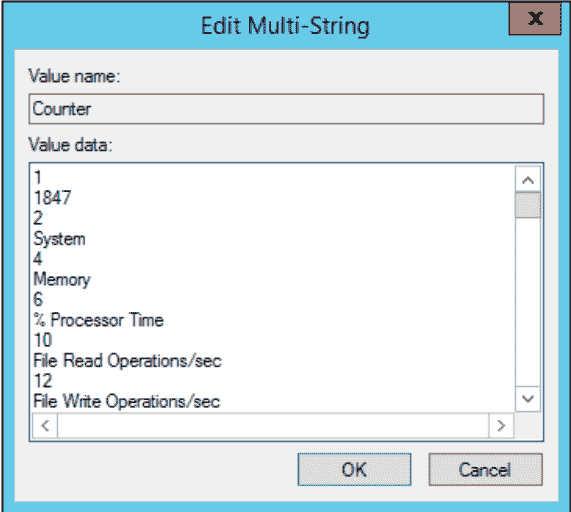 Edit Multi-String
x
Value name:
Counter
Value data:
1
1847
2
System
4
Memory
6
% Processor Time
10
File Read Operations/sec
12
File Write Operations/sec
OK
Cancel